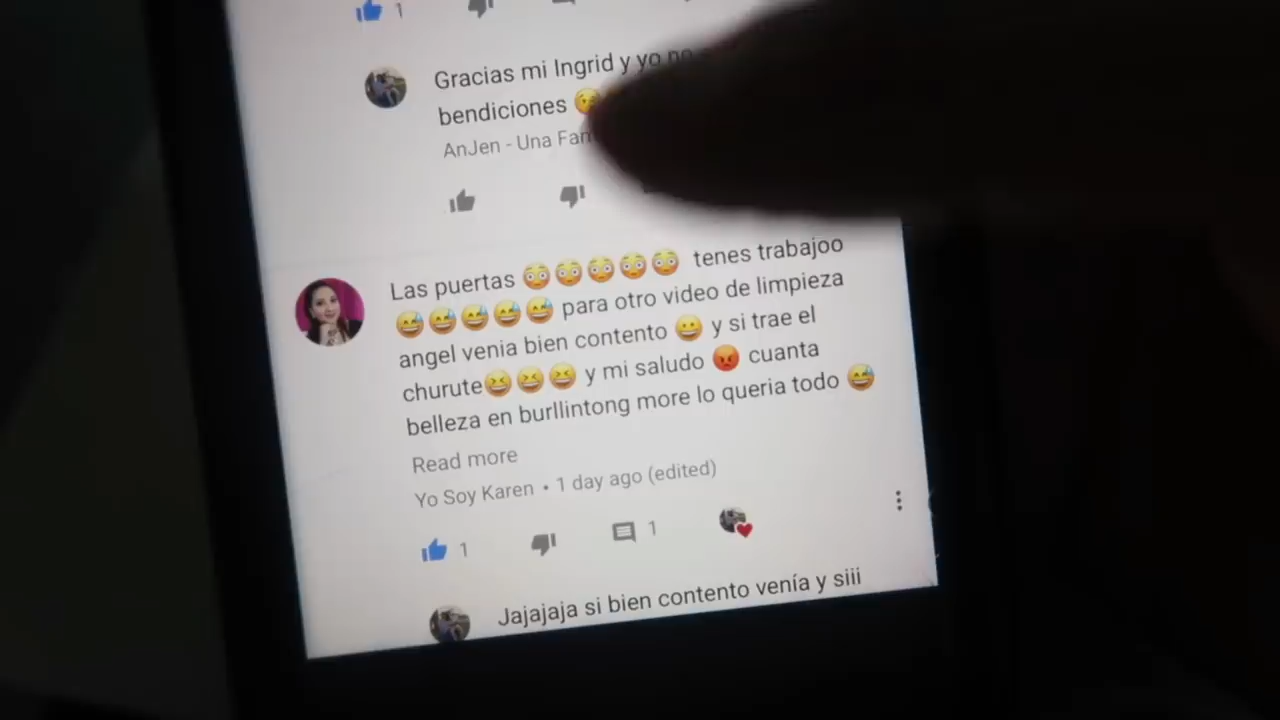 1
Gracias mi Ingrid y yo no
bendiciones 😉
AnJen - Una Fam
Las puertas 😳😳😳😳😳 tenes trabajoo
😅😅😅😅😅 para otro video de limpieza
angel venia bien contento 😀 y si trae el
churute😆😆😆 y mi saludo 😡 cuanta
belleza en burllintong more lo queria todo 😅
Read more
Yo Soy Karen • 1 day ago (edited)
1 1
Jajajaja si bien contento venía y siii